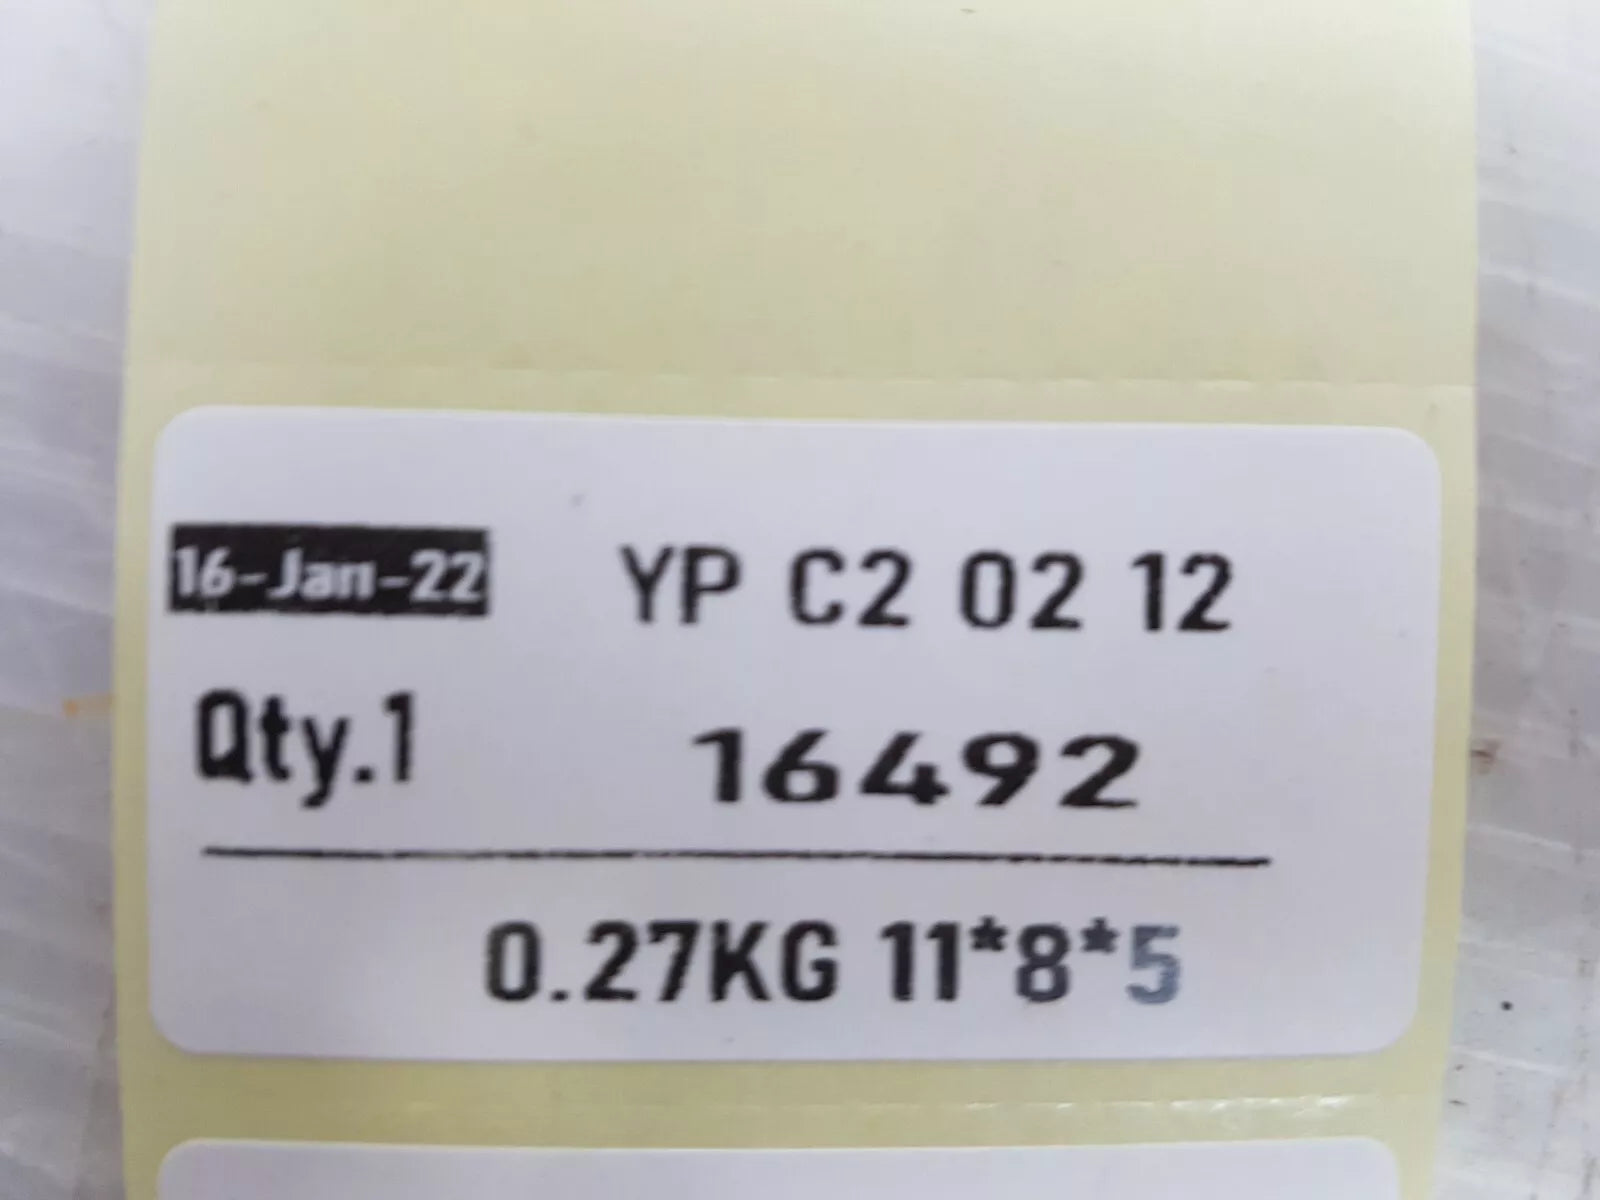 16-Jan-22 YP C2 02 12
Qty.1 16492
0.27KG 11*8*5